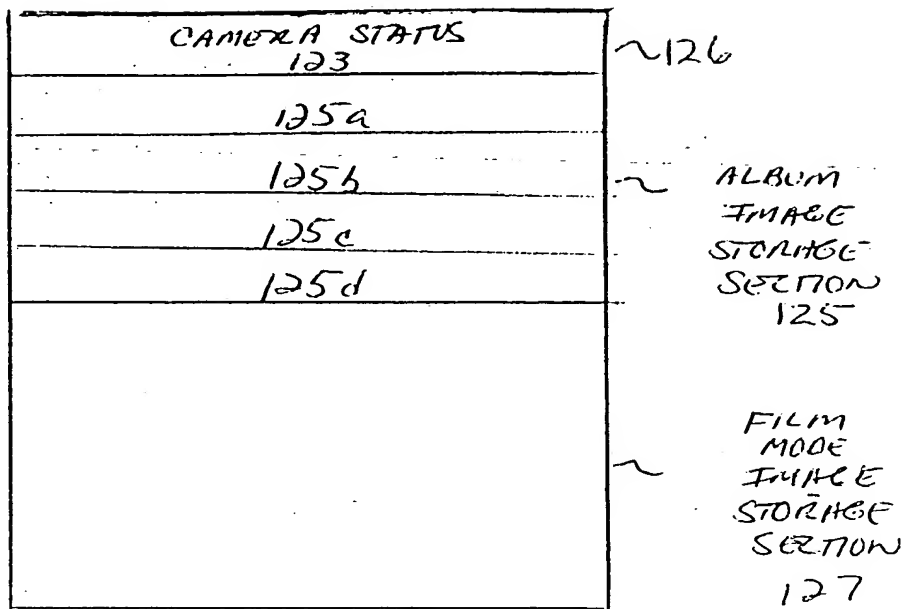 CAMERA STATUS
123
126
125a
125b
125c
125d
ALBUM
IMAGE
STORAGE
SECTION
125
FILM
MODE
IMAGE
STORAGE
SECTION
127